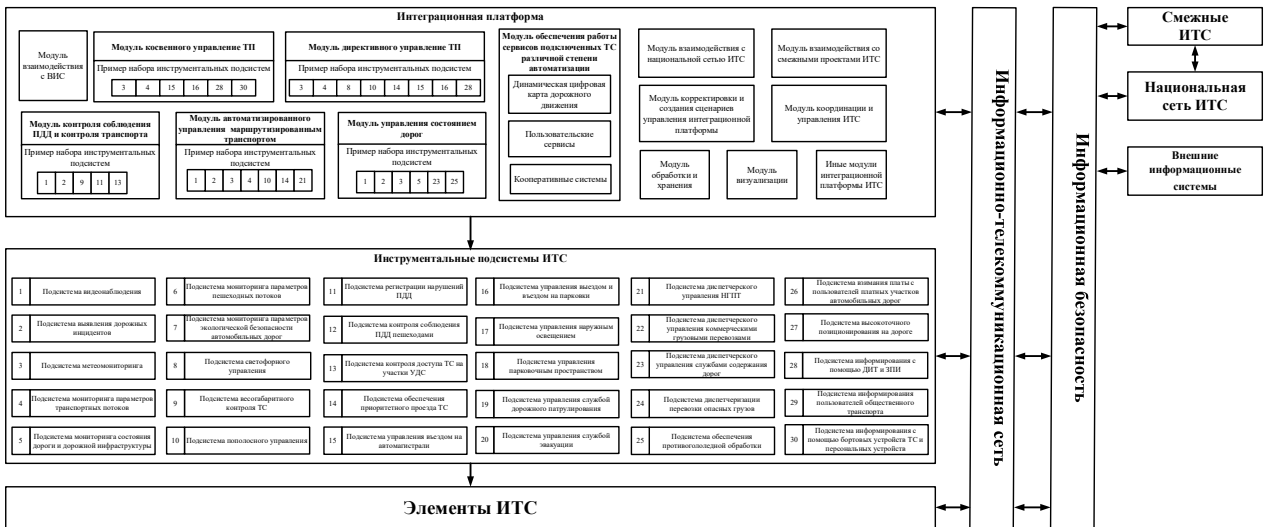 Интеграционная платформа
Модуль
взаимодействия
с ВИС
Модуль косвенного управление ТП
Пример набора инструментальных подсистем
3 4 15 16 28 30
Модуль директивного управление ТП
Пример набора инструментальных подсистем
3 4 8 10 14 15 16 28
Модуль обеспечения работы
сервисов подключенных ТС
различной степени
автоматизации
Динамическая цифровая
карта дорожного
движения
Пользовательские
сервисы
Кооперативные системы
Модуль взаимодействия с
национальной сетью ИТС
Модуль взаимодействия со
смежными проектами ИТС
Модуль корректировки и
создания сценариев
управления интеграционной
платформы
Модуль координации и
управления ИТС
Модуль
обработки и
хранения
Модуль
визуализации
Иные модули
интеграционной
платформы ИТС
Модуль контроля соблюдения
ПДД и контроля транспорта
Пример набора инструментальных
подсистем
1 2 9 11 13
Модуль автоматизированного
управления маршрутизированным
транспортом
Пример набора инструментальных
подсистем
1 2 3 4 10 14 21
Модуль управления состоянием
дорог
Пример набора инструментальных
подсистем
1 2 3 5 23 25
Инструментальные подсистемы ИТС
1 Подсистема видеонаблюдения
2 Подсистема выявления дорожных
инцидентов
3 Подсистема метеомониторинга
4 Подсистема мониторинга параметров
транспортных потоков
5 Подсистема мониторинга состояния
дороги и дорожной инфраструктуры
6 Подсистема мониторинга параметров
пешеходных потоков
7 Подсистема мониторинга параметров
экологической безопасности
автомобильных дорог
8 Подсистема светофорного
управления
9 Подсистема весогабаритного
контроля ТС
10 Подсистема пополосного управления
11 Подсистема регистрации нарушений
ПДД
12 Подсистема контроля соблюдения
ПДД пешеходами
13 Подсистема контроля доступа ТС на
участки УДС
14 Подсистема обеспечения
приоритетного проезда ТС
15 Подсистема управления въездом на
автомагистрали
16 Подсистема управления выездом и
въездом на парковки
17 Подсистема управления наружным
освещением
18 Подсистема управления
парковочным пространством
19 Подсистема управления службой
дорожного патрулирования
20 Подсистема управления службой
эвакуации
21 Подсистема диспетчерского
управления НГПТ
22 Подсистема диспетчерского
управления коммерческими
грузовыми перевозками
23 Подсистема диспетчерского
управления службами содержания
дорог
24 Подсистема диспетчеризации
перевозки опасных грузов
25 Подсистема обеспечения
противогололедной обработки
26 Подсистема взимания платы с
пользователей платных участков
автомобильных дорог
27 Подсистема высокоточного
позиционирования на дороге
28 Подсистема информирования с
помощью ДИТ и ЗПИ
29 Подсистема информирования
пользователей общественного
транспорта
30 Подсистема информирования с
помощью бортовых устройств ТС и
персональных устройств
Элементы ИТС
Информационно-телекоммуникационная сеть
Информационная безопасность
Смежные
ИТС
Национальная
сеть ИТС
Внешние
информационные
системы